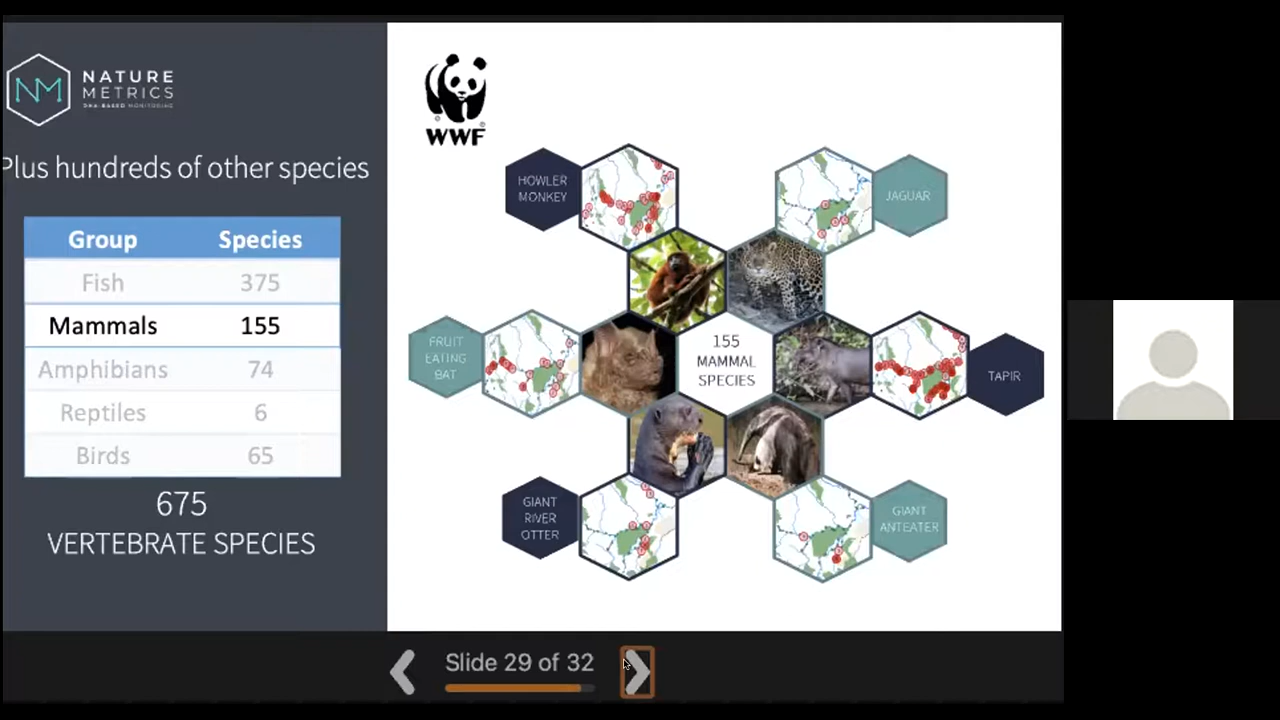 NATURE
METRICS
DNA-BASED MONITORING
Plus hundreds of other species
Group Species
Fish 375
Mammals 155
Amphibians 74
Reptiles 6
Birds 65
675
VERTEBRATE SPECIES
WWF
HOWLER
MONKEY
JAGUAR
FRUIT
EATING
BAT
155
MAMMAL
SPECIES
TAPIR
GIANT
RIVER
OTTER
GIANT
ANTEATER
Slide 29 of 32